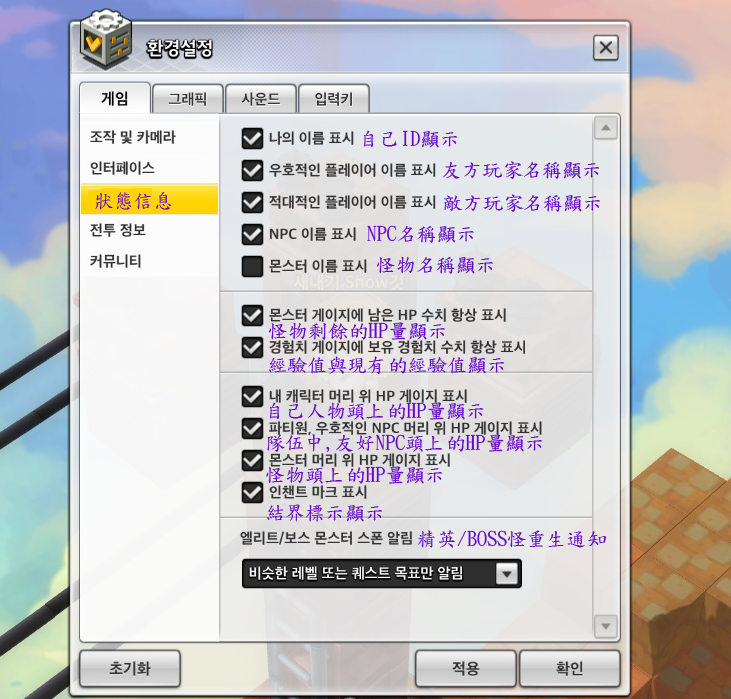 환경설정
게임 그래픽 사운드 입력키
조작 및 카메라
인터페이스
狀態信息
전투 정보
커뮤니티
나의 이름 표시 自己ID顯示
우호적인 플레이어 이름 표시 友方玩家名稱顯示
적대적인 플레이어 이름 표시 敵方玩家名稱顯示
NPC 이름 표시 NPC名稱顯示
몬스터 이름 표시 怪物名稱顯示
새내기 Snow깃
몬스터 게이지에 남은 HP 수치 항상 표시
怪物剩餘的HP量顯示
경험치 게이지에 보유 경험치 수치 항상 표시
經驗值與現有的經驗值顯示
내 캐릭터 머리 위 HP 게이지 표시
自己人物頭上的HP量顯示
파티원, 우호적인 NPC 머리 위 HP 게이지 표시
隊伍中,友好NPC頭上的HP量顯示
몬스터 머리 위 HP 게이지 표시
怪物頭上的HP量顯示
인챈트 마크 표시
結界標示顯示
엘리트/보스 몬스터 스폰 알림 精英/BOSS怪重生通知
비슷한 레벨 또는 퀘스트 목표만 알림
초기화 적용 확인